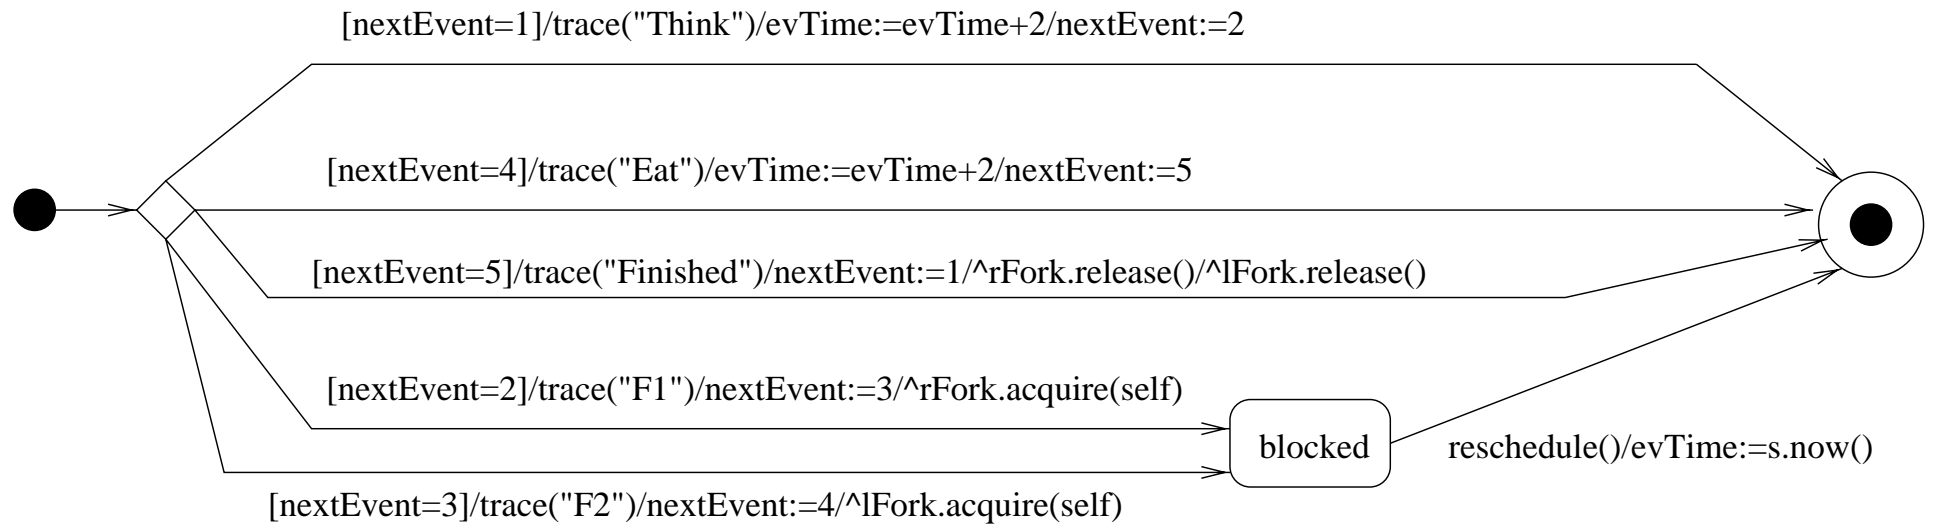 [nextEvent=1]/trace("Think")/evTime:=evTime+2/nextEvent:=2
[nextEvent=4]/trace("Eat")/evTime:=evTime+2/nextEvent:=5
[nextEvent=5]/trace("Finished")/nextEvent:=1/^rFork.release()/^lFork.release()
[nextEvent=2]/trace("F1")/nextEvent:=3/^rFork.acquire(self)
blocked
reschedule()/evTime:=s.now()
[nextEvent=3]/trace("F2")/nextEvent:=4/^lFork.acquire(self)